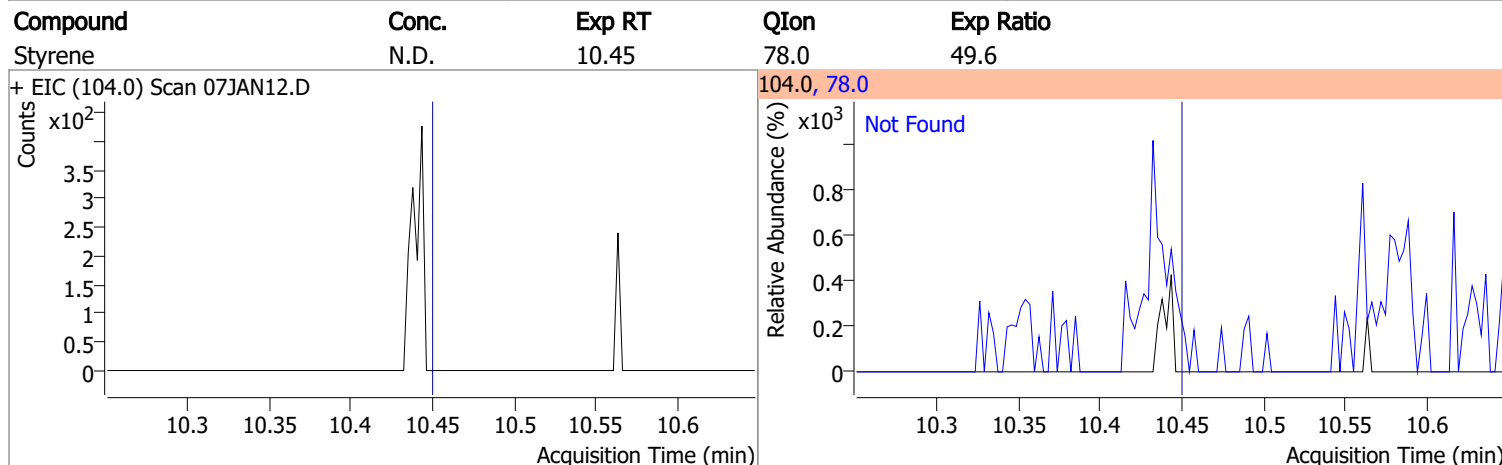 Compound Conc. Exp RT QIon Exp Ratio
Styrene N.D. 10.45 78.0 49.6
+ EIC (104.0) Scan 07JAN12.D
Counts
x10²
3.5
3
2.5
2
1.5
1
0.5
0
10.3 10.35 10.4 10.45 10.5 10.55 10.6
Acquisition Time (min)
104.0, 78.0
Relative Abundance (%)
x10³
Not Found
0.8
0.6
0.4
0.2
0
10.3 10.35 10.4 10.45 10.5 10.55 10.6
Acquisition Time (min)